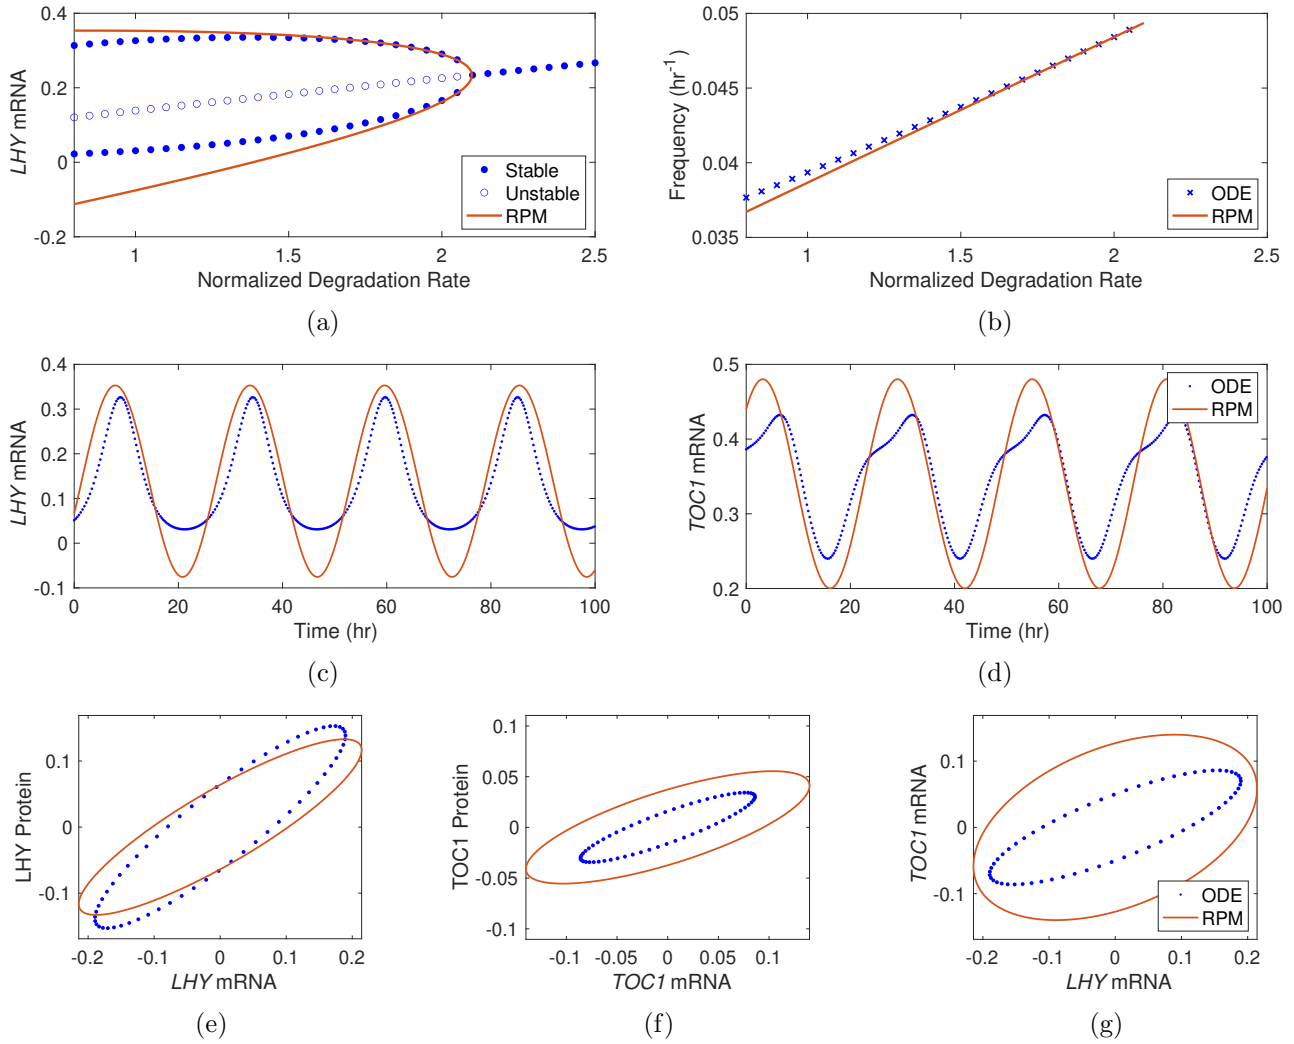 0.4
0.2
0
-0.2
LHY mRNA
1
1.5
2
2.5
Normalized Degradation Rate
Stable
Unstable
RPM
(a)
0.05
0.045
0.04
0.035
Frequency (hr-1)
1
1.5
2
2.5
Normalized Degradation Rate
ODE
RPM
(b)
0.4
0.3
0.2
0.1
0
-0.1
LHY mRNA
0
20
40
60
80
100
Time (hr)
(c)
0.5
0.4
0.3
0.2
TOC1 mRNA
0
20
40
60
80
100
Time (hr)
ODE
RPM
(d)
0.1
0
-0.1
LHY Protein
-0.2
-0.1
0
0.1
0.2
LHY mRNA
(e)
0.1
0.05
0
-0.05
-0.1
TOC1 Protein
-0.1
-0.05
0
0.05
0.1
TOC1 mRNA
(f)
0.1
0
-0.1
TOC1 mRNA
-0.2
-0.1
0
0.1
0.2
LHY mRNA
ODE
RPM
(g)